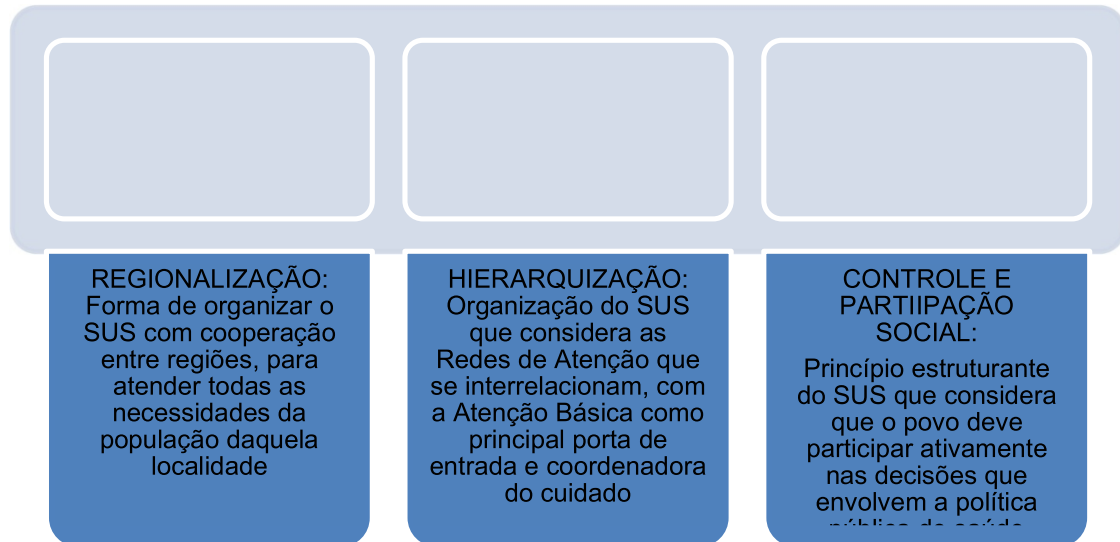 REGIONALIZAÇÃO:
Forma de organizar o
SUS com cooperação
entre regiões, para
atender todas as
necessidades da
população daquela
localidade
HIERARQUIZAÇÃO:
Organização do SUS
que considera as
Redes de Atenção que
se interrelacionam, com
a Atenção Básica como
principal porta de
entrada e coordenadora
do cuidado
CONTROLE E
PARTIIPAÇÃO
SOCIAL:
Princípio estruturante
do SUS que considera
que o povo deve
participar ativamente
nas decisões que
envolvem a política
pública de saúde